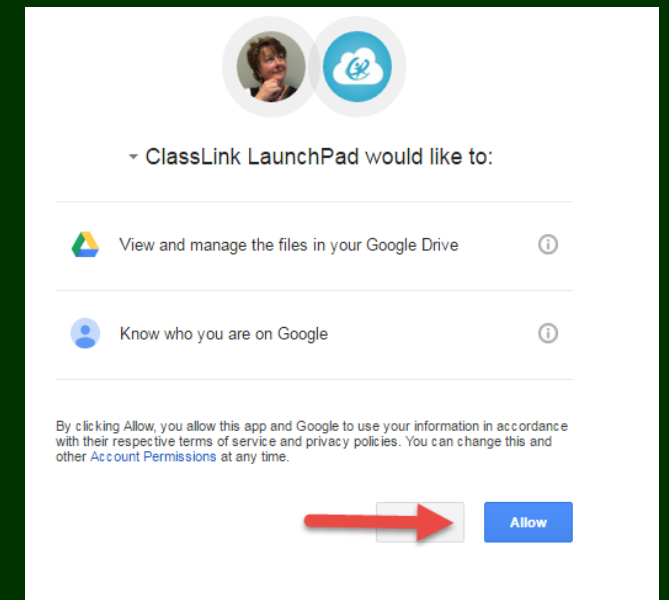 ClassLink LaunchPad would like to:
View and manage the files in your Google Drive
Know who you are on Google
By clicking Allow, you allow this app and Google to use your information in accordance
with their respective terms of service and privacy policies. You can change this and
other Account Permissions at any time.
Allow